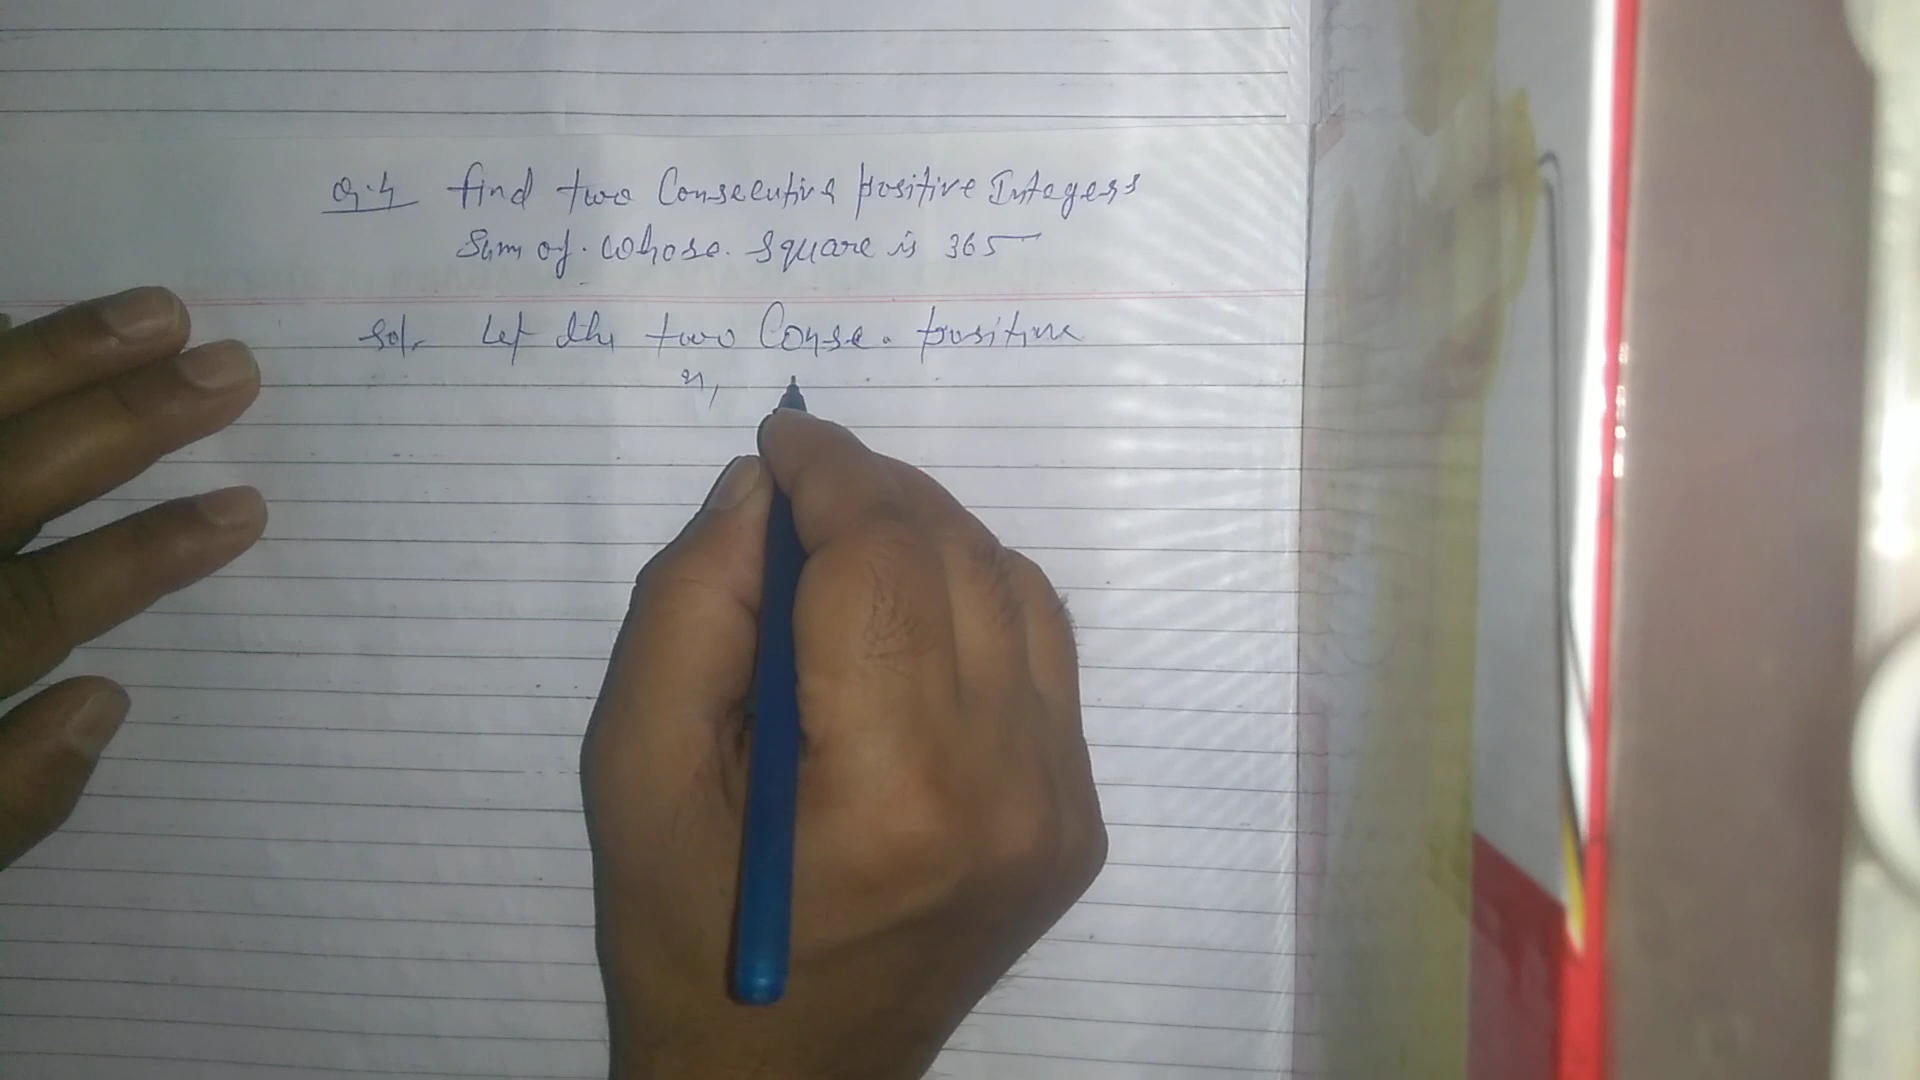 Q.4 find two Consecutive positive Integers
Sum of. whose. square is 365
Sol. Let the two Conse. positive
x,